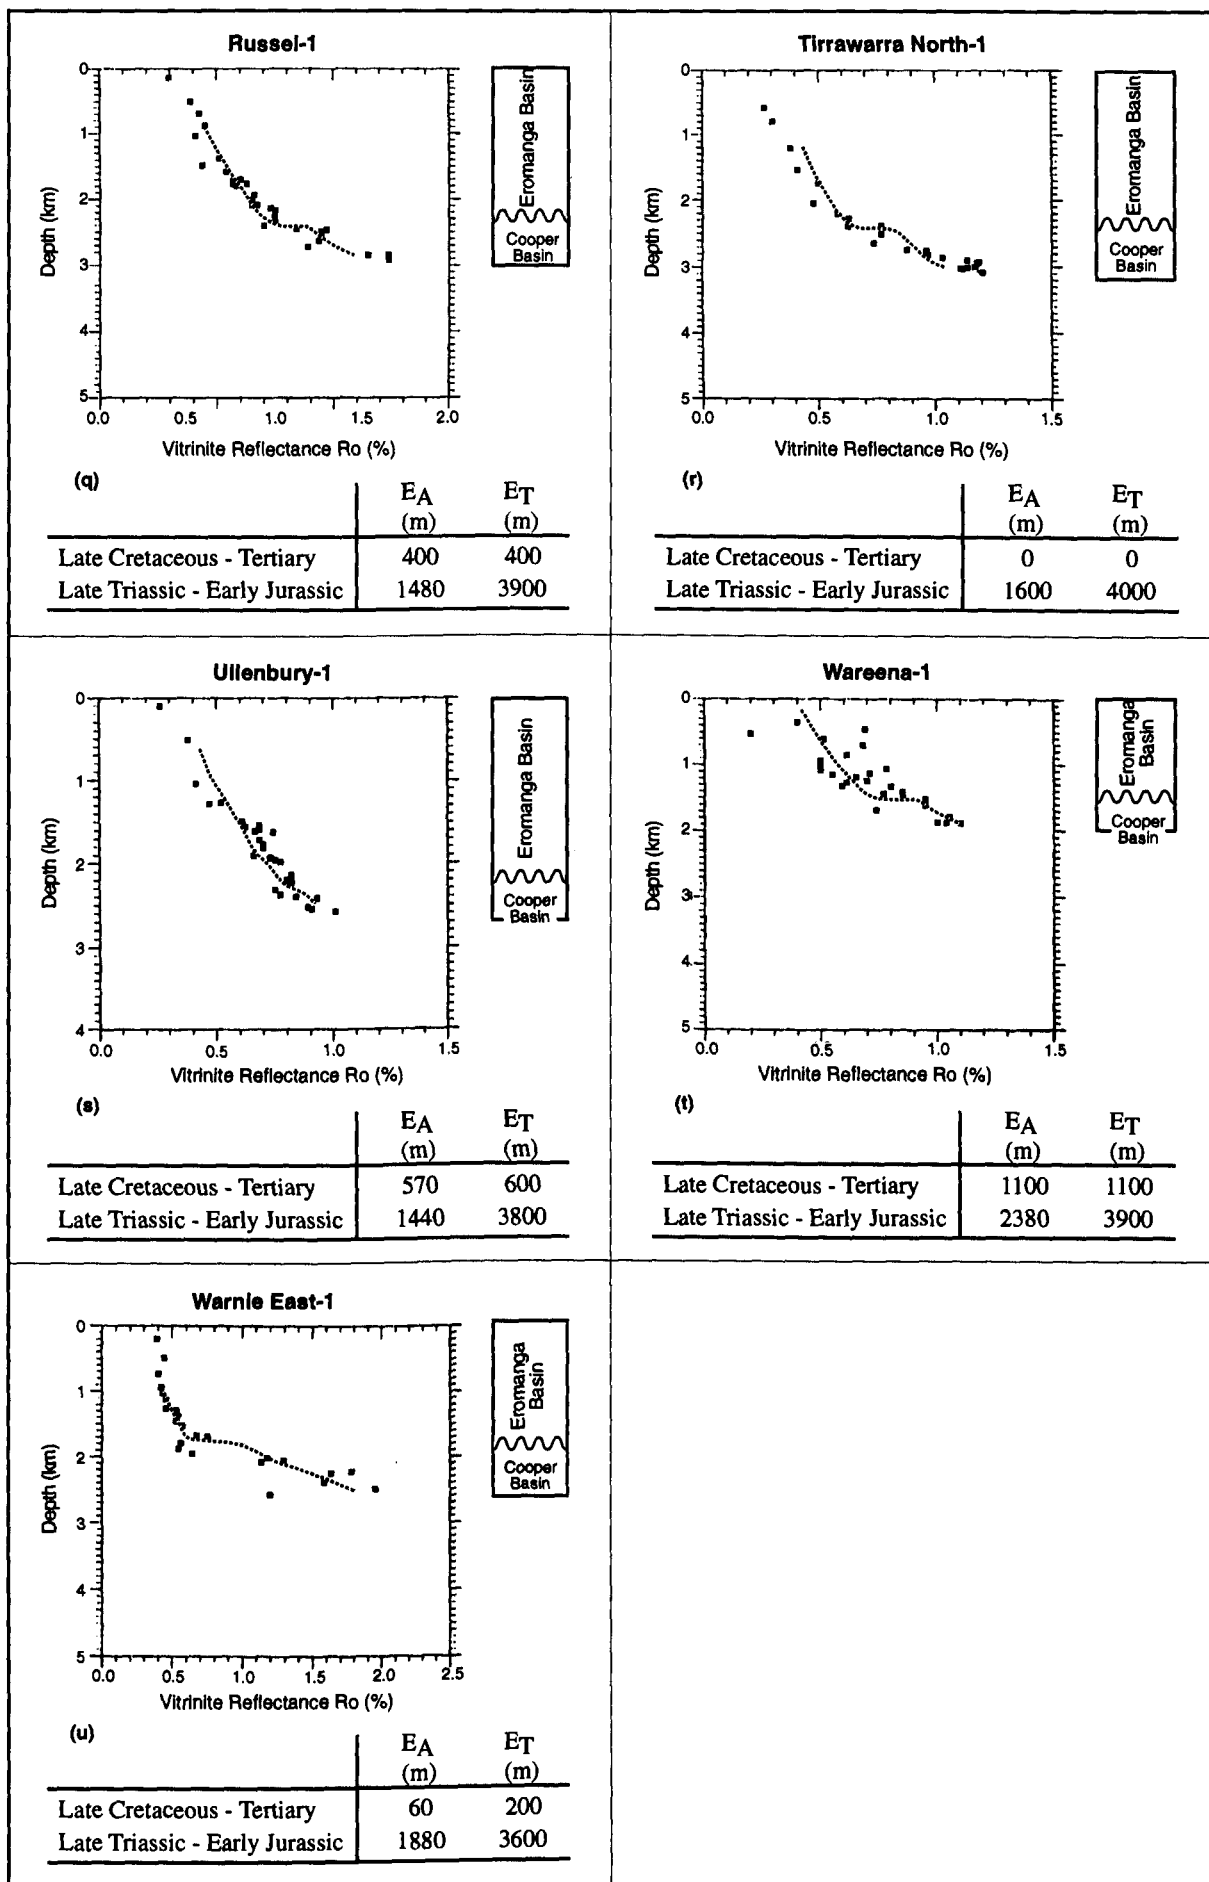 Russel-1
0
1
2
3
4
5
Depth (km)
0.0 0.5 1.0 1.5 2.0
Vitrinite Reflectance Ro (%)
Eromanga Basin
Cooper
Basin
(q)
EA ET
(m) (m)
Late Cretaceous - Tertiary 400 400
Late Triassic - Early Jurassic 1480 3900
Tirrawarra North-1
0
1
2
3
4
5
Depth (km)
0.0 0.5 1.0 1.5
Vitrinite Reflectance Ro (%)
Eromanga Basin
Cooper
Basin
(r)
EA ET
(m) (m)
Late Cretaceous - Tertiary 0 0
Late Triassic - Early Jurassic 1600 4000
Ullenbury-1
0
1
2
3
4
Depth (km)
0.0 0.5 1.0 1.5
Vitrinite Reflectance Ro (%)
Eromanga Basin
Cooper
Basin
(s)
EA ET
(m) (m)
Late Cretaceous - Tertiary 570 600
Late Triassic - Early Jurassic 1440 3800
Wareena-1
0
1
2
3
4
5
Depth (km)
0.0 0.5 1.0 1.5
Vitrinite Reflectance Ro (%)
Eromanga
Basin
Cooper
Basin
(t)
EA ET
(m) (m)
Late Cretaceous - Tertiary 1100 1100
Late Triassic - Early Jurassic 2380 3900
Warnie East-1
0
1
2
3
4
5
Depth (km)
0.0 0.5 1.0 1.5 2.0 2.5
Vitrinite Reflectance Ro (%)
Eromanga
Basin
Cooper
Basin
(u)
EA ET
(m) (m)
Late Cretaceous - Tertiary 60 200
Late Triassic - Early Jurassic 1880 3600